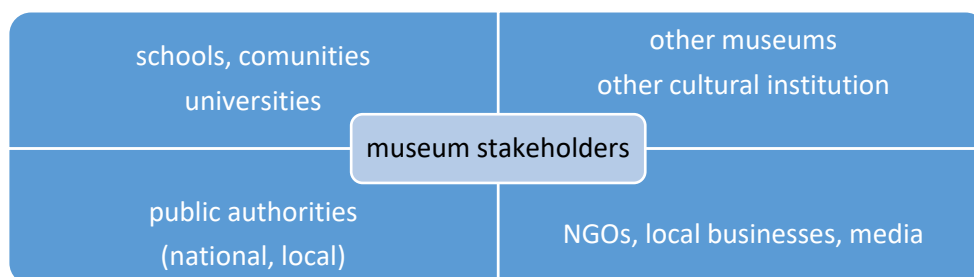 schools, comunities
universities
other museums
other cultural institution
museum stakeholders
public authorities
(national, local)
NGOs, local businesses, media